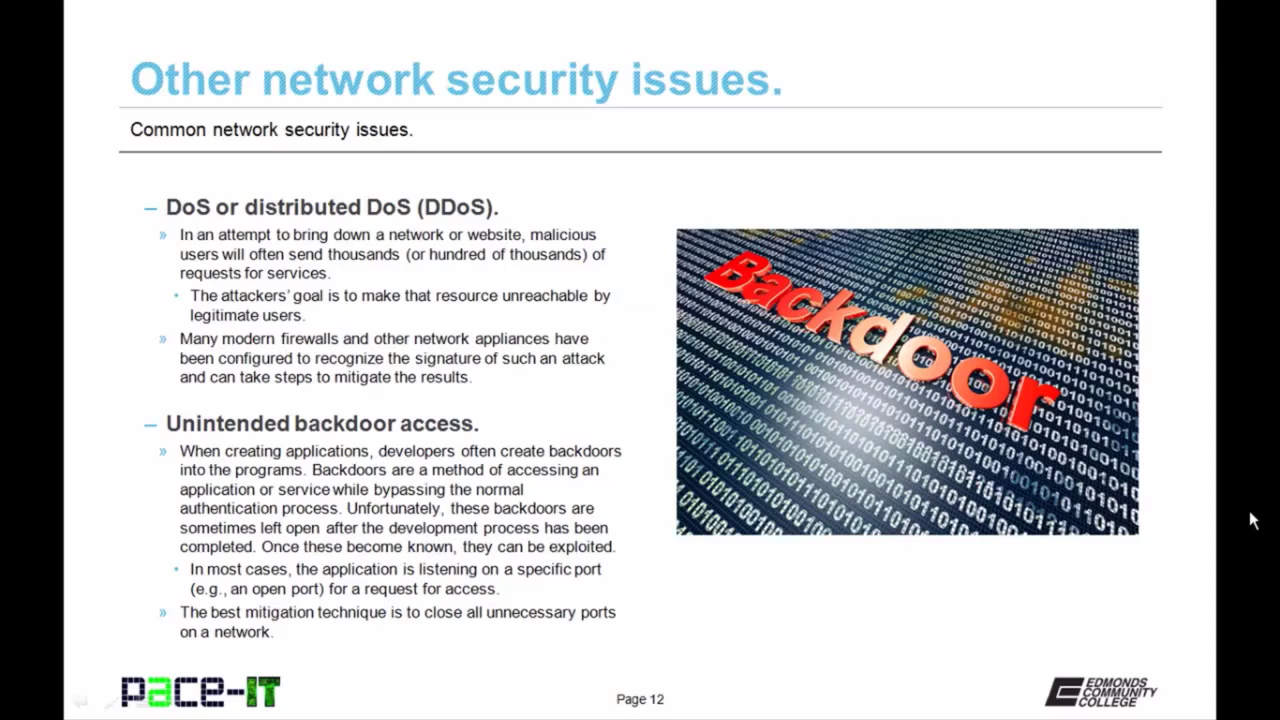 Other network security issues.
Common network security issues.
– DoS or distributed DoS (DDoS).
» In an attempt to bring down a network or website, malicious
users will often send thousands (or hundred of thousands) of
requests for services.
• The attackers' goal is to make that resource unreachable by
legitimate users.
» Many modern firewalls and other network appliances have
been configured to recognize the signature of such an attack
and can take steps to mitigate the results.
– Unintended backdoor access.
» When creating applications, developers often create backdoors
into the programs. Backdoors are a method of accessing an
application or service while bypassing the normal
authentication process. Unfortunately, these backdoors are
sometimes left open after the development process has been
completed. Once these become known, they can be exploited.
• In most cases, the application is listening on a specific port
(e.g., an open port) for a request for access.
» The best mitigation technique is to close all unnecessary ports
on a network.
Backdoor
pace-IT
Page 12
EDMONDS
COMMUNITY
COLLEGE